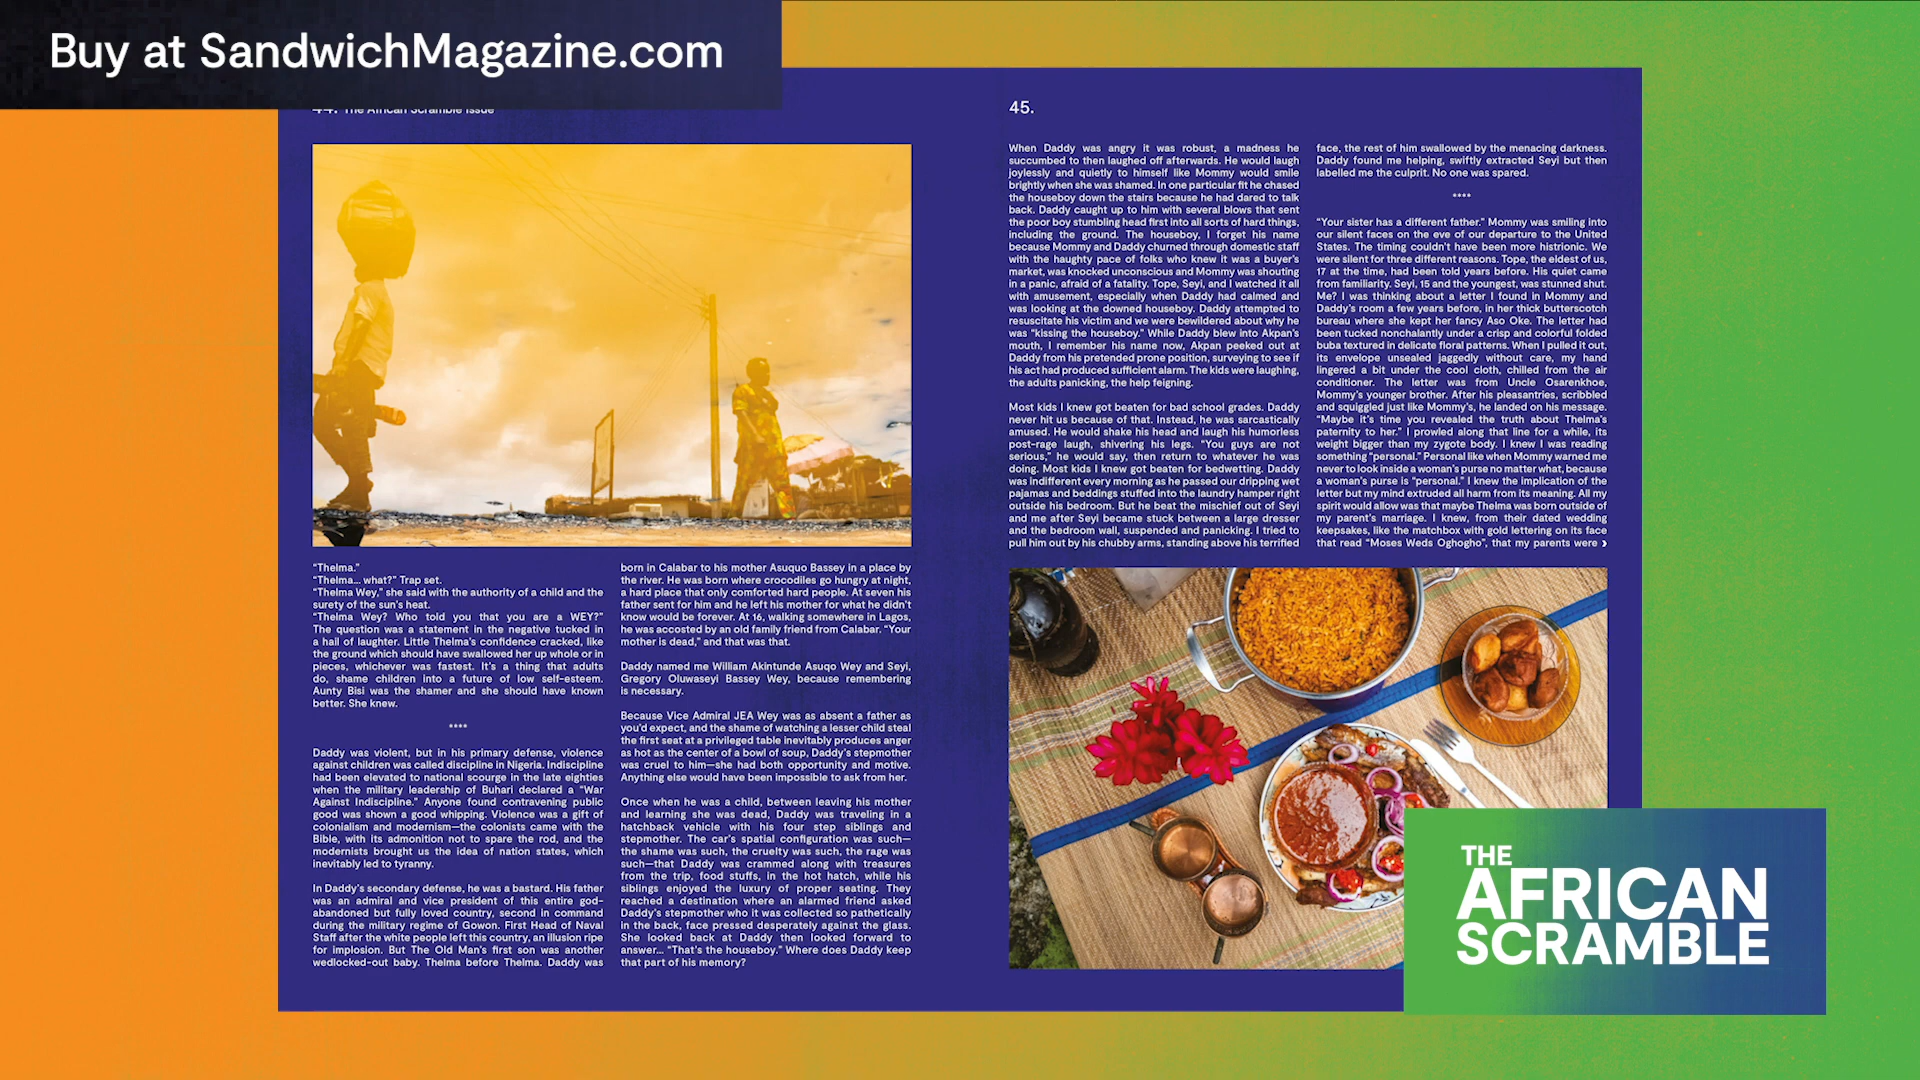 Buy at SandwichMagazine.com
44. The African Scramble Issue
"Thelma."
"Thelma... what?" Trap set.
"Thelma Wey," she said with the authority of a child and the
surety of the sun's heat.
"Thelma Wey? Who told you that you are a WEY?"
The question was a statement in the negative tucked in
a hail of laughter. Little Thelma's confidence cracked, like
the ground which should have swallowed her up whole or in
pieces, whichever was fastest. It's a thing that adults
do, shame children into a future of low self-esteem.
Aunty Bisi was the shamer and she should have known
better. She knew.
****
Daddy was violent, but in his primary defense, violence
against children was called discipline in Nigeria. Indiscipline
had been elevated to national scourge in the late eighties
when the military leadership of Buhari declared a "War
Against Indiscipline." Anyone found contravening public
good was shown a good whipping. Violence was a gift of
colonialism and modernism—the colonists came with the
Bible, with its admonition not to spare the rod, and the
modernists brought us the idea of nation states, which
inevitably led to tyranny.
In Daddy's secondary defense, he was a bastard. His father
was an admiral and vice president of this entire god-
abandoned but fully loved country, second in command
during the military regime of Gowon. First Head of Naval
Staff after the white people left this country, an illusion ripe
for implosion. But The Old Man's first son was another
wedlocked-out baby. Thelma before Thelma. Daddy was
born in Calabar to his mother Asuquo Bassey in a place by
the river. He was born where crocodiles go hungry at night,
a hard place that only comforted hard people. At seven his
father sent for him and he left his mother for what he didn't
know would be forever. At 16, walking somewhere in Lagos,
he was accosted by an old family friend from Calabar. "Your
mother is dead," and that was that.
Daddy named me William Akintunde Asuqo Wey and Seyi,
Gregory Oluwaseyi Bassey Wey, because remembering
is necessary.
Because Vice Admiral JEA Wey was as absent a father as
you'd expect, and the shame of watching a lesser child steal
the first seat at a privileged table inevitably produces anger
as hot as the center of a bowl of soup, Daddy's stepmother
was cruel to him—she had both opportunity and motive.
Anything else would have been impossible to ask from her.
Once when he was a child, between leaving his mother
and learning she was dead, Daddy was traveling in a
hatchback vehicle with his four step siblings and
stepmother. The car's spatial configuration was such—
the shame was such, the cruelty was such, the rage was
such—that Daddy was crammed along with treasures
from the trip, food stuffs, in the hot hatch, while his
siblings enjoyed the luxury of proper seating. They
reached a destination where an alarmed friend asked
Daddy's stepmother who it was collected so pathetically
in the back, face pressed desperately against the glass.
She looked back at Daddy then looked forward to
answer... "That's the houseboy." Where does Daddy keep
that part of his memory?
45.
When Daddy was angry it was robust, a madness he
succumbed to then laughed off afterwards. He would laugh
joylessly and quietly to himself like Mommy would smile
brightly when she was shamed. In one particular fit he chased
the houseboy down the stairs because he had dared to talk
back. Daddy caught up to him with several blows that sent
the poor boy stumbling head first into all sorts of hard things,
including the ground. The houseboy, I forget his name
because Mommy and Daddy churned through domestic staff
with the haughty pace of folks who knew it was a buyer's
market, was knocked unconscious and Mommy was shouting
in a panic, afraid of a fatality. Tope, Seyi, and I watched it all
with amusement, especially when Daddy had calmed and
was looking at the downed houseboy. Daddy attempted to
resuscitate his victim and we were bewildered about why he
was "kissing the houseboy." While Daddy blew into Akpan's
mouth, I remember his name now, Akpan peeked out at
Daddy from his pretended prone position, surveying to see if
his act had produced sufficient alarm. The kids were laughing,
the adults panicking, the help feigning.
Most kids I knew got beaten for bad school grades. Daddy
never hit us because of that. Instead, he was sarcastically
amused. He would shake his head and laugh his humorless
post-rage laugh, shivering his legs. "You guys are not
serious," he would say, then return to whatever he was
doing. Most kids I knew got beaten for bedwetting. Daddy
was indifferent every morning as he passed our dripping wet
pajamas and beddings stuffed into the laundry hamper right
outside his bedroom. But he beat the mischief out of Seyi
and me after Seyi became stuck between a large dresser
and the bedroom wall, suspended and panicking. I tried to
pull him out by his chubby arms, standing above his terrified
face, the rest of him swallowed by the menacing darkness.
Daddy found me helping, swiftly extracted Seyi but then
labelled me the culprit. No one was spared.
****
"Your sister has a different father." Mommy was smiling into
our silent faces on the eve of our departure to the United
States. The timing couldn't have been more histrionic. We
were silent for three different reasons. Tope, the eldest of us,
17 at the time, had been told years before. His quiet came
from familiarity. Seyi, 15 and the youngest, was stunned shut.
Me? I was thinking about a letter I found in Mommy and
Daddy's room a few years before, in her thick butterscotch
bureau where she kept her fancy Aso Oke. The letter had
been tucked nonchalantly under a crisp and colorful folded
buba textured in delicate floral patterns. When I pulled it out,
its envelope unsealed jaggedly without care, my hand
lingered a bit under the cool cloth, chilled from the air
conditioner. The letter was from Uncle Osarenkhoe,
Mommy's younger brother. After his pleasantries, scribbled
and squiggled just like Mommy's, he landed on his message.
"Maybe it's time you revealed the truth about Thelma's
paternity to her." I prowled along that line for a while, its
weight bigger than my zygote body. I knew I was reading
something "personal." Personal like when Mommy warned me
never to look inside a woman's purse no matter what, because
a woman's purse is "personal." I knew the implication of the
letter but my mind extruded all harm from its meaning. All my
spirit would allow was that maybe Thelma was born outside of
my parent's marriage. I knew, from their dated wedding
keepsakes, like the matchbox with gold lettering on its face
that read "Moses Weds Oghogho", that my parents were ›
THE
AFRICAN
SCRAMBLE